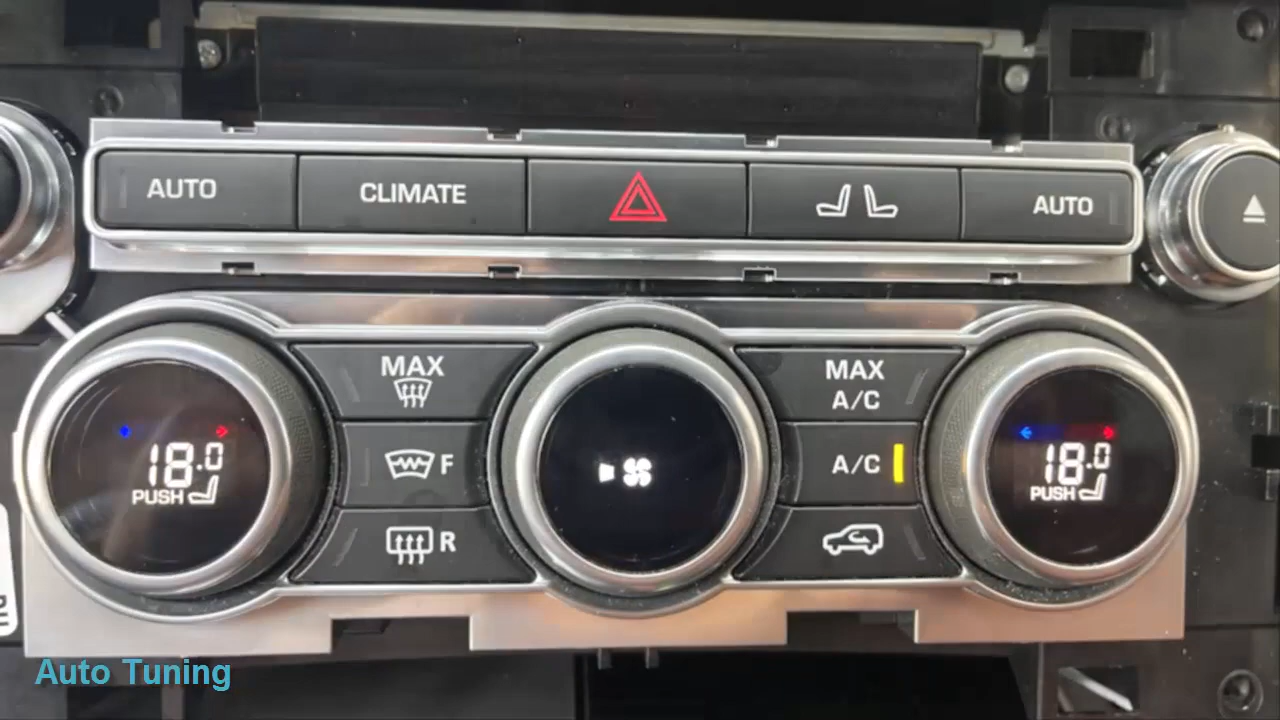 AUTO CLIMATE AUTO
MAX
F
R
18.0
PUSH
MAX
A/C
A/C
18.0
PUSH
Auto Tuning